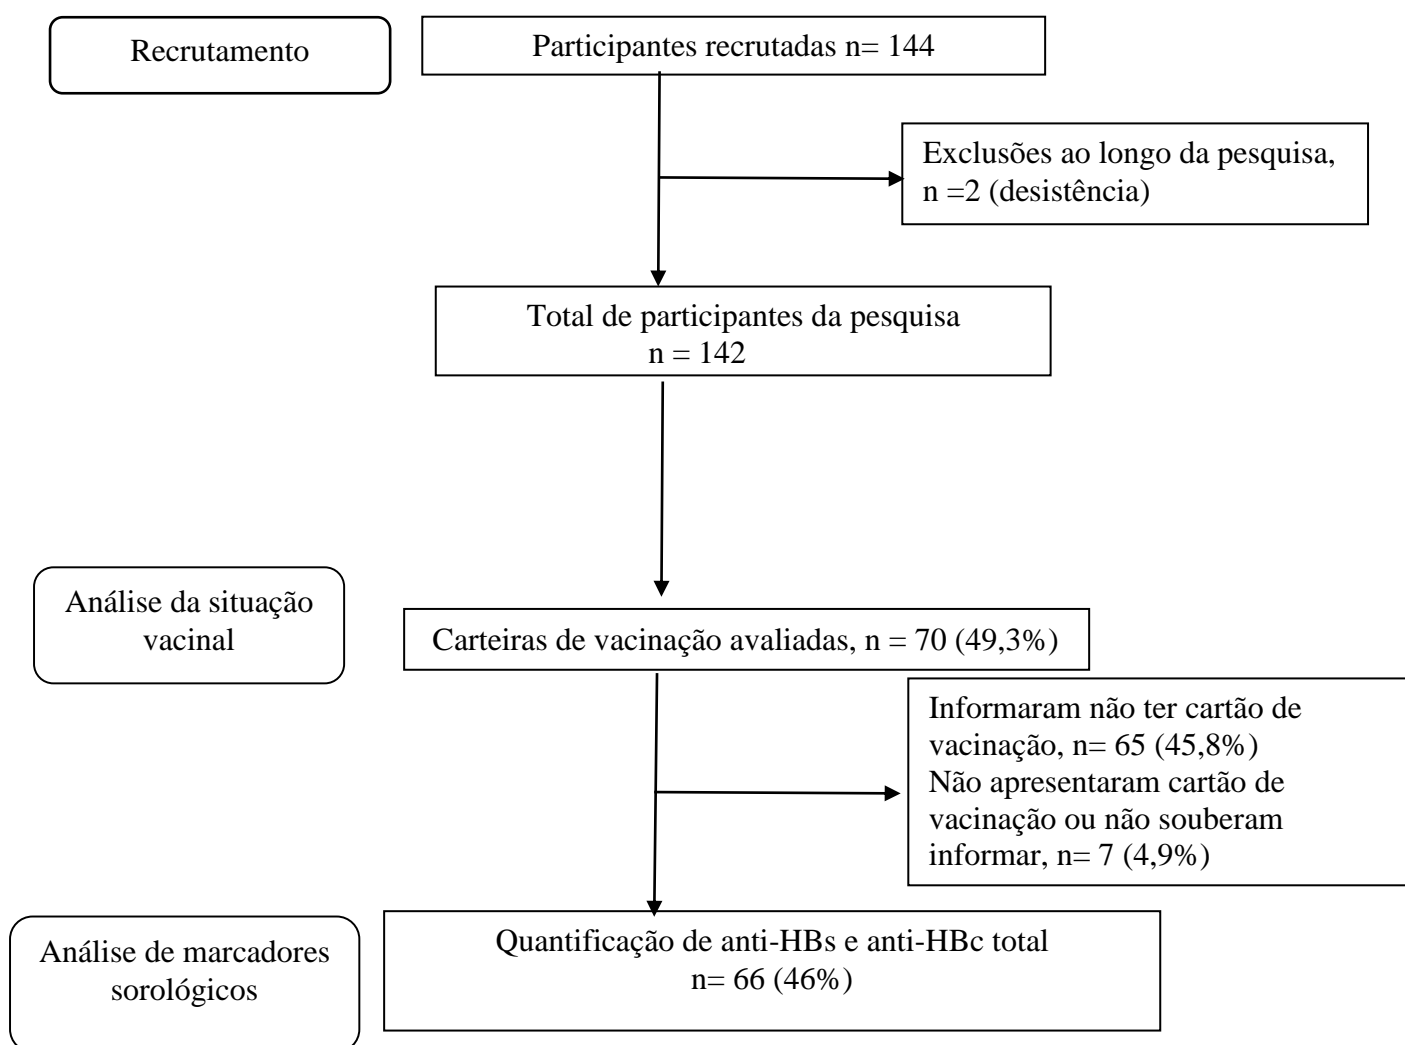 Recrutamento
Participantes recrutadas n= 144
Exclusões ao longo da pesquisa,
n =2 (desistência)
Total de participantes da pesquisa
n = 142
Análise da situação
vacinal
Carteiras de vacinação avaliadas, n = 70 (49,3%)
Informaram não ter cartão de
vacinação, n= 65 (45,8%)
Não apresentaram cartão de
vacinação ou não souberam
informar, n= 7 (4,9%)
Análise de marcadores
sorológicos
Quantificação de anti-HBs e anti-HBc total
n= 66 (46%)